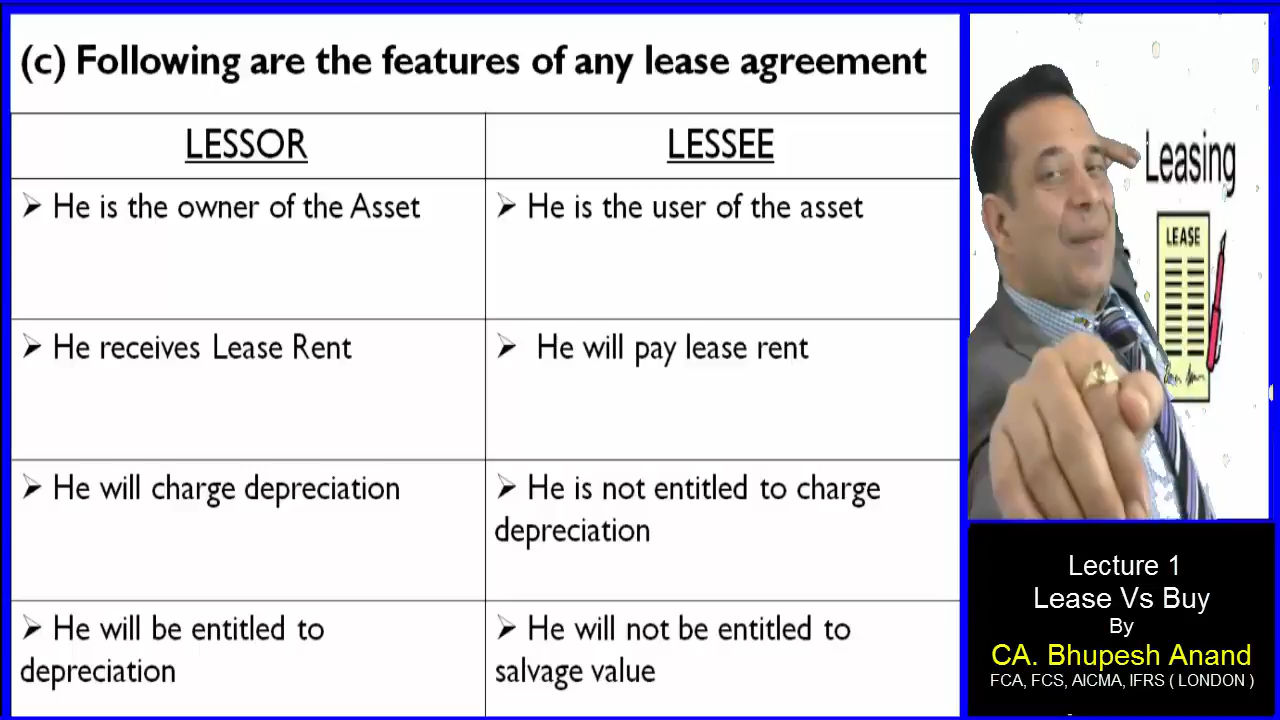 (c) Following are the features of any lease agreement
LESSOR
LESSEE
➢ He is the owner of the Asset
➢ He is the user of the asset
➢ He receives Lease Rent
➢ He will pay lease rent
➢ He will charge depreciation
➢ He is not entitled to charge
depreciation
➢ He will be entitled to
depreciation
➢ He will not be entitled to
salvage value
Leasing
LEASE
Lecture 1
Lease Vs Buy
By
CA. Bhupesh Anand
FCA, FCS, AICMA, IFRS ( LONDON )